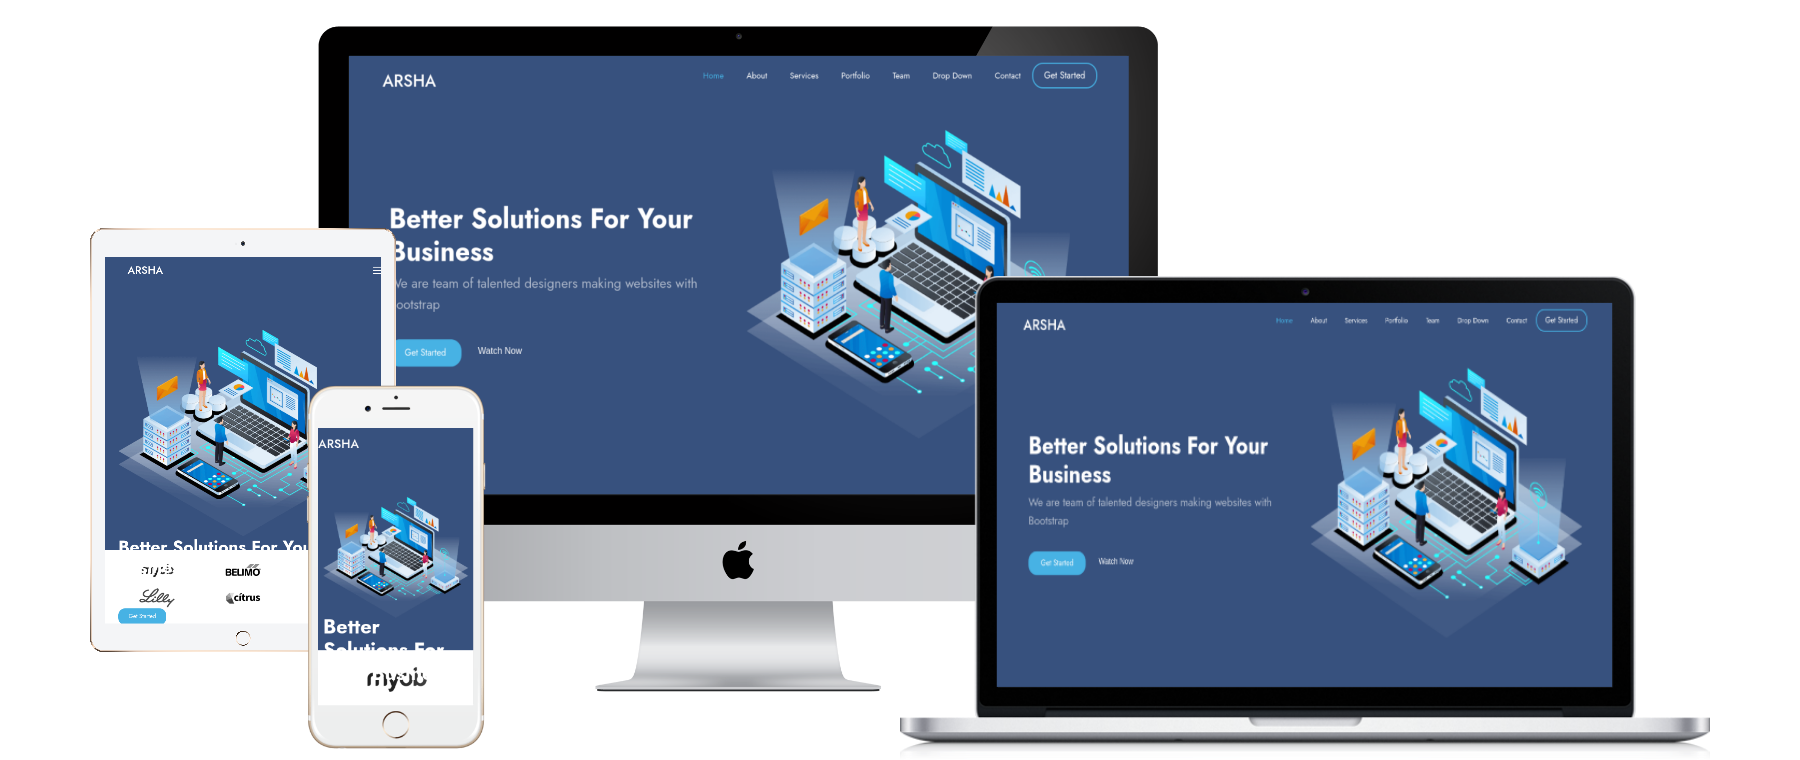 ARSHA
Home About Services Portfolio Team Drop Down Contact Get Started
Better Solutions For Your
Business
We are team of talented designers making websites with
ootstrap
Get Started Watch Now
ARSHA
Better Solutions For You
BELIMO
Lilly citrus
Get Started
ARSHA
Better
Solutions For
myob
ARSHA
Home About Services Portfolio Team Drop Down Contact Get Started
Better Solutions For Your
Business
We are team of talented designers making websites with
Bootstrap
Get Started Watch Now